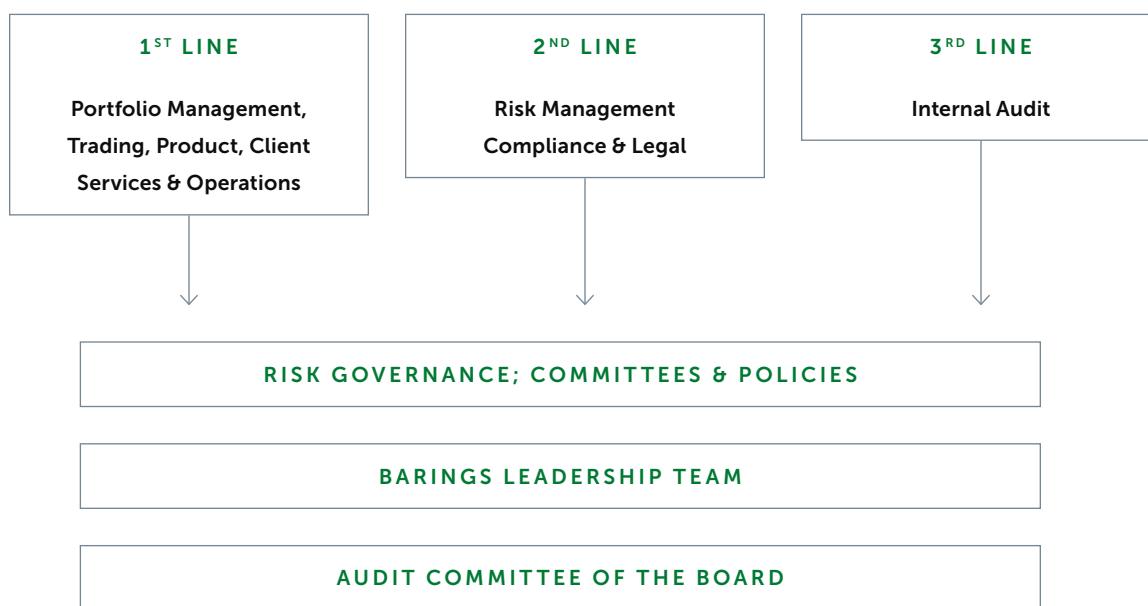 1ST LINE
Portfolio Management,
Trading, Product, Client
Services & Operations
2ND LINE
Risk Management
Compliance & Legal
3RD LINE
Internal Audit
RISK GOVERNANCE; COMMITTEES & POLICIES
BARINGS LEADERSHIP TEAM
AUDIT COMMITTEE OF THE BOARD